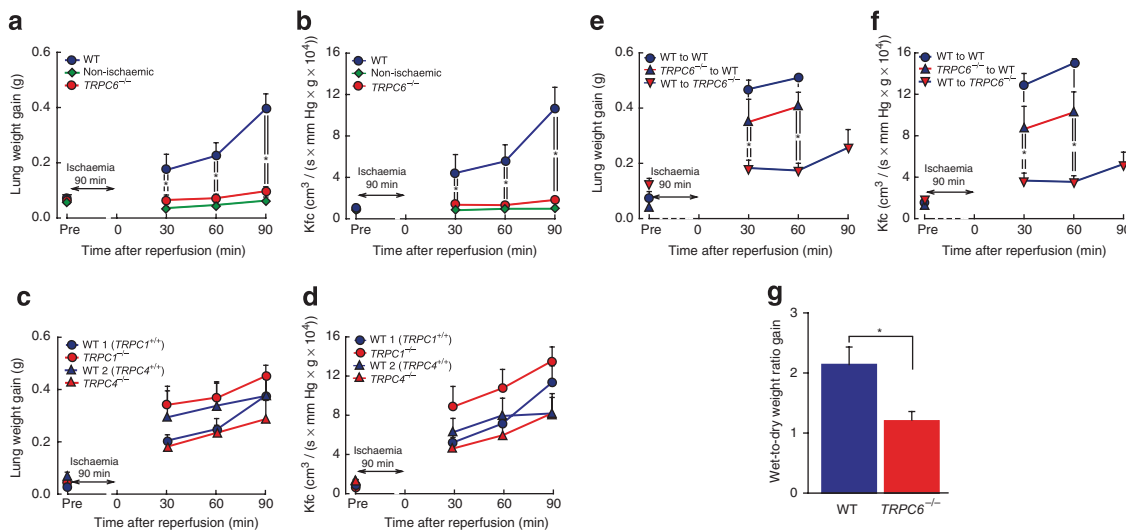 a
Lung weight gain (g)
0.6
0.4
0.2
0.0
WT
Non-ischaemic
TRPC6−/−
Ischaemia
90 min
Pre 0 30 60 90
Time after reperfusion (min)
b
Kfc (cm³ / (s × mm Hg × g × 10⁴)
16
12
8
4
0
WT
Non-ischaemic
TRPC6−/−
Ischaemia
90 min
Pre 0 30 60 90
Time after reperfusion (min)
e
Lung weight gain (g)
0.6
0.4
0.2
0.0
WT to WT
TRPC6−/− to WT
WT to TRPC6−/−
Ischaemia
90 min
Pre 0 30 60 90
Time after reperfusion (min)
f
Kfc (cm³ / (s × mm Hg × g × 10⁴)
16
12
8
4
0
WT to WT
TRPC6−/− to WT
WT to TRPC6−/−
Ischaemia
90 min
Pre 0 30 60 90
Time after reperfusion (min)
c
Lung weight gain (g)
0.6
0.4
0.2
0.0
WT 1 (TRPC1+/+)
TRPC1−/−
WT 2 (TRPC4+/+)
TRPC4−/−
Ischaemia
90 min
Pre 0 30 60 90
Time after reperfusion (min)
d
Kfc (cm³ / (s × mm Hg × g × 10⁴)
16
12
8
4
0
WT 1 (TRPC1+/+)
TRPC1−/−
WT 2 (TRPC4+/+)
TRPC4−/−
Ischaemia
90 min
Pre 0 30 60 90
Time after reperfusion (min)
g
Wet-to-dry weight ratio gain
3
2
1
0
*
WT TRPC6−/−